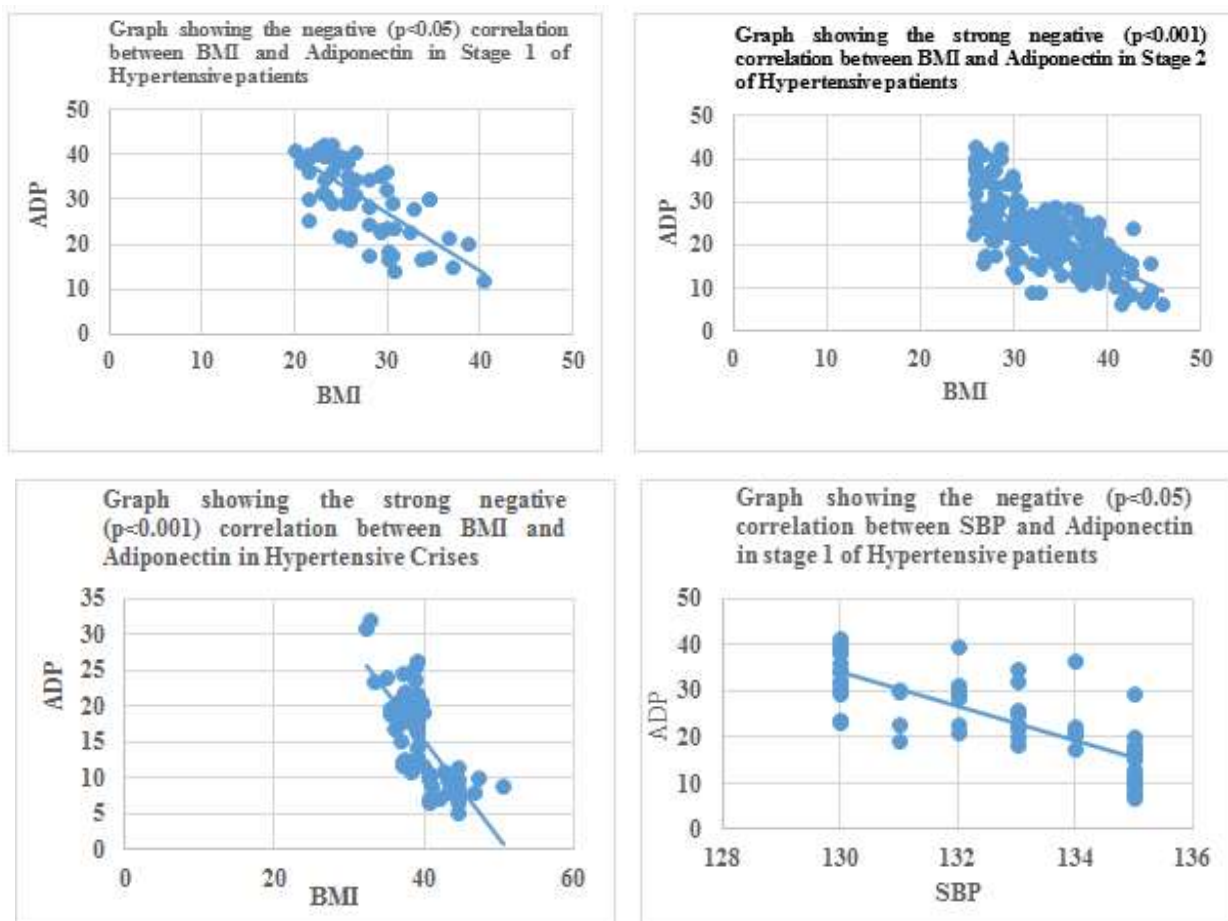 Graph showing the negative (p<0.05) correlation
between BMI and Adiponectin in Stage 1 of
Hypertensive patients
50
40
30
20
10
0
ADP
0 10 20 30 40 50
BMI
Graph showing the strong negative (p<0.001)
correlation between BMI and Adiponectin in Stage 2
of Hypertensive patients
50
40
30
20
10
0
ADP
0 10 20 30 40 50
BMI
Graph showing the strong negative
(p<0.001) correlation between BMI and
Adiponectin in Hypertensive Crises
35
30
25
20
15
10
5
0
ADP
0 20 40 60
BMI
Graph showing the negative (p<0.05)
correlation between SBP and Adiponectin
in stage 1 of Hypertensive patients
50
40
30
20
10
0
ADP
128 130 132 134 136
SBP